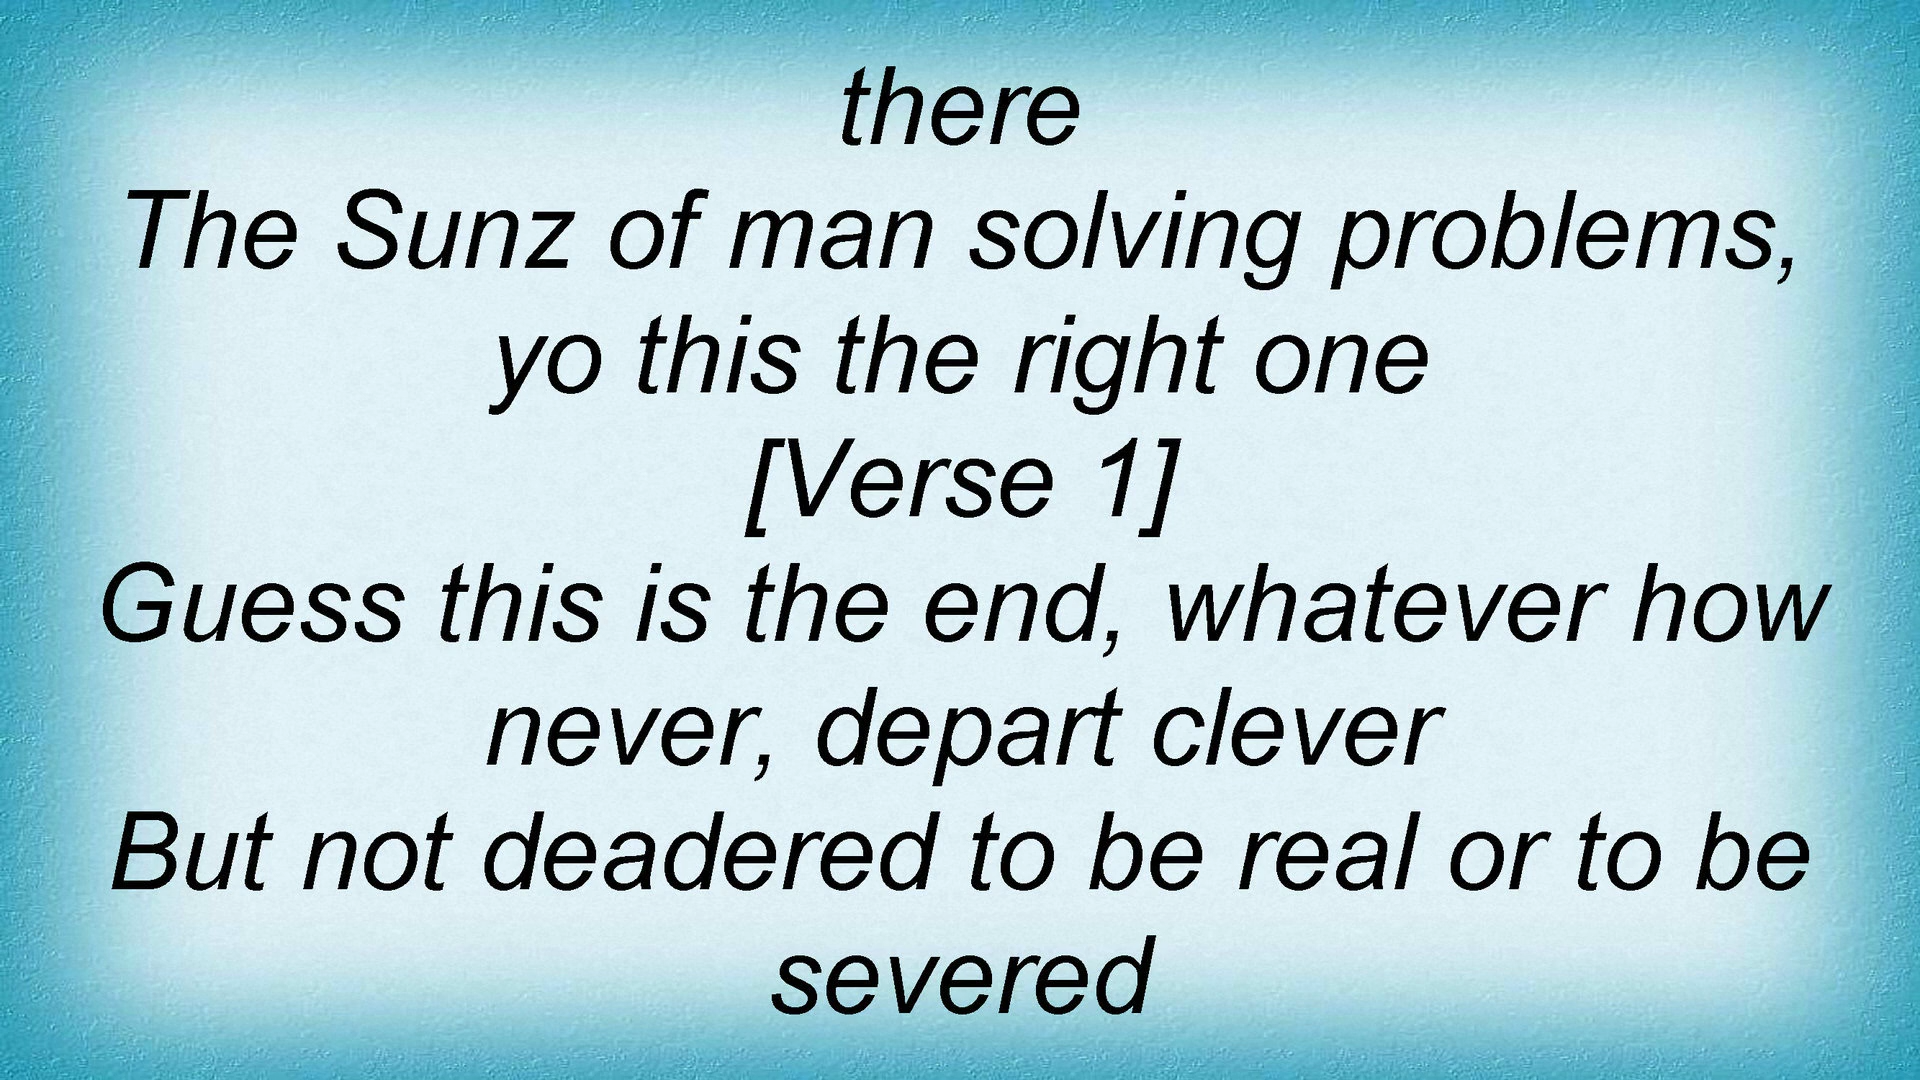 there
The Sunz of man solving problems,
yo this the right one
[Verse 1]
Guess this is the end, whatever how
never, depart clever
But not deadered to be real or to be
severed